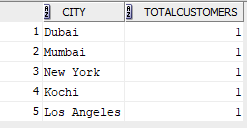 CITY TOTALCUSTOMERS
1 Dubai 1
2 Mumbai 1
3 New York 1
4 Kochi 1
5 Los Angeles 1